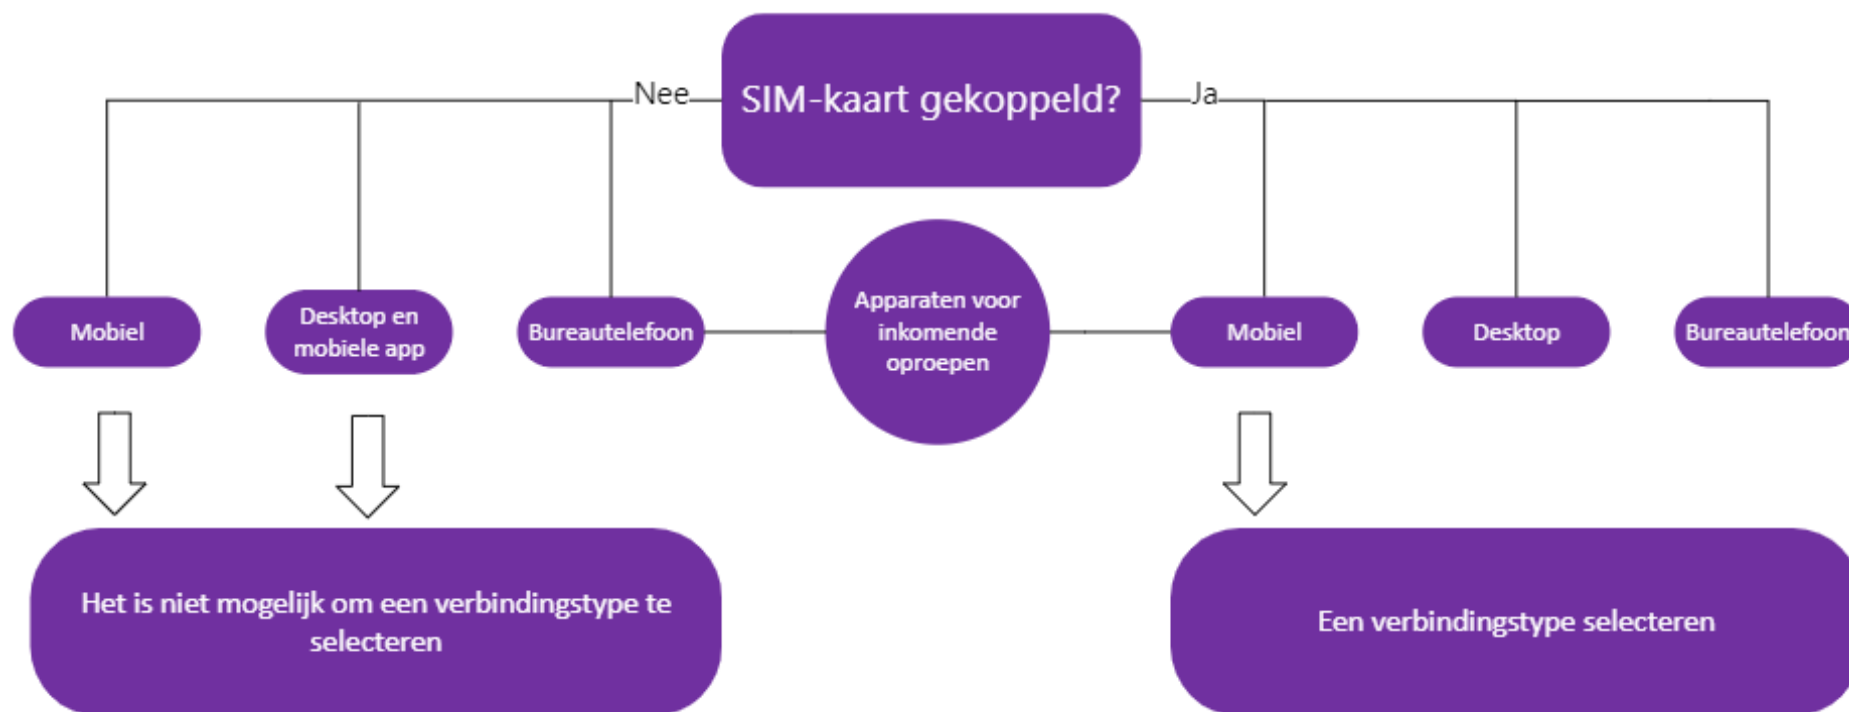 Nee
SIM-kaart gekoppeld?
Ja
Mobiel
Desktop en
mobiele app
Bureautelefoon
Apparaten voor
inkomende
oproepen
Mobiel
Desktop
Bureautelefoon
Het is niet mogelijk om een verbindingstype te
selecteren
Een verbindingstype selecteren